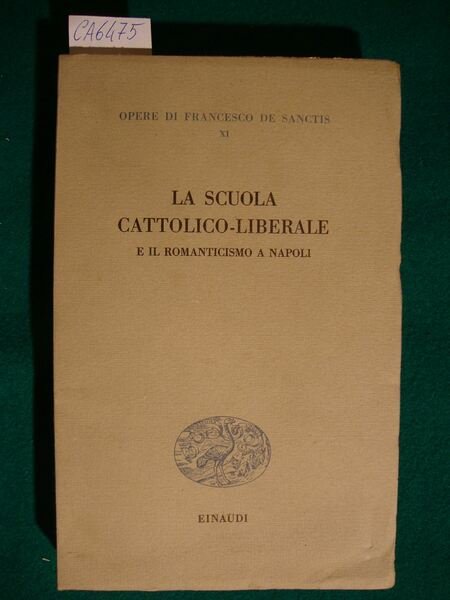 CA6475
OPERE DI FRANCESCO DE SANCTIS
XI
LA SCUOLA
CATTOLICO-LIBERALE
E IL ROMANTICISMO A NAPOLI
EINAUDI